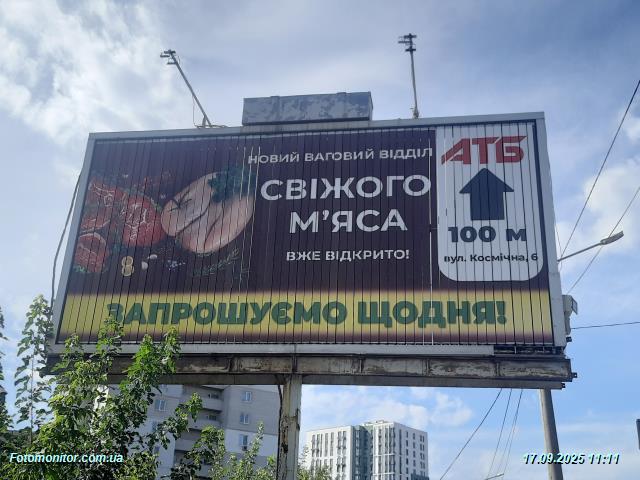 НОВИЙ ВАГОВИЙ ВІДДІЛ
СВІЖОГО
М'ЯСА
ВЖЕ ВІДКРИТО!
АТБ
100 м
вул. Космічна, 6
ЗАПРОШУЄМО ЩОДНЯ!
Fotomonitor.com.ua
17.09.2025 11:11